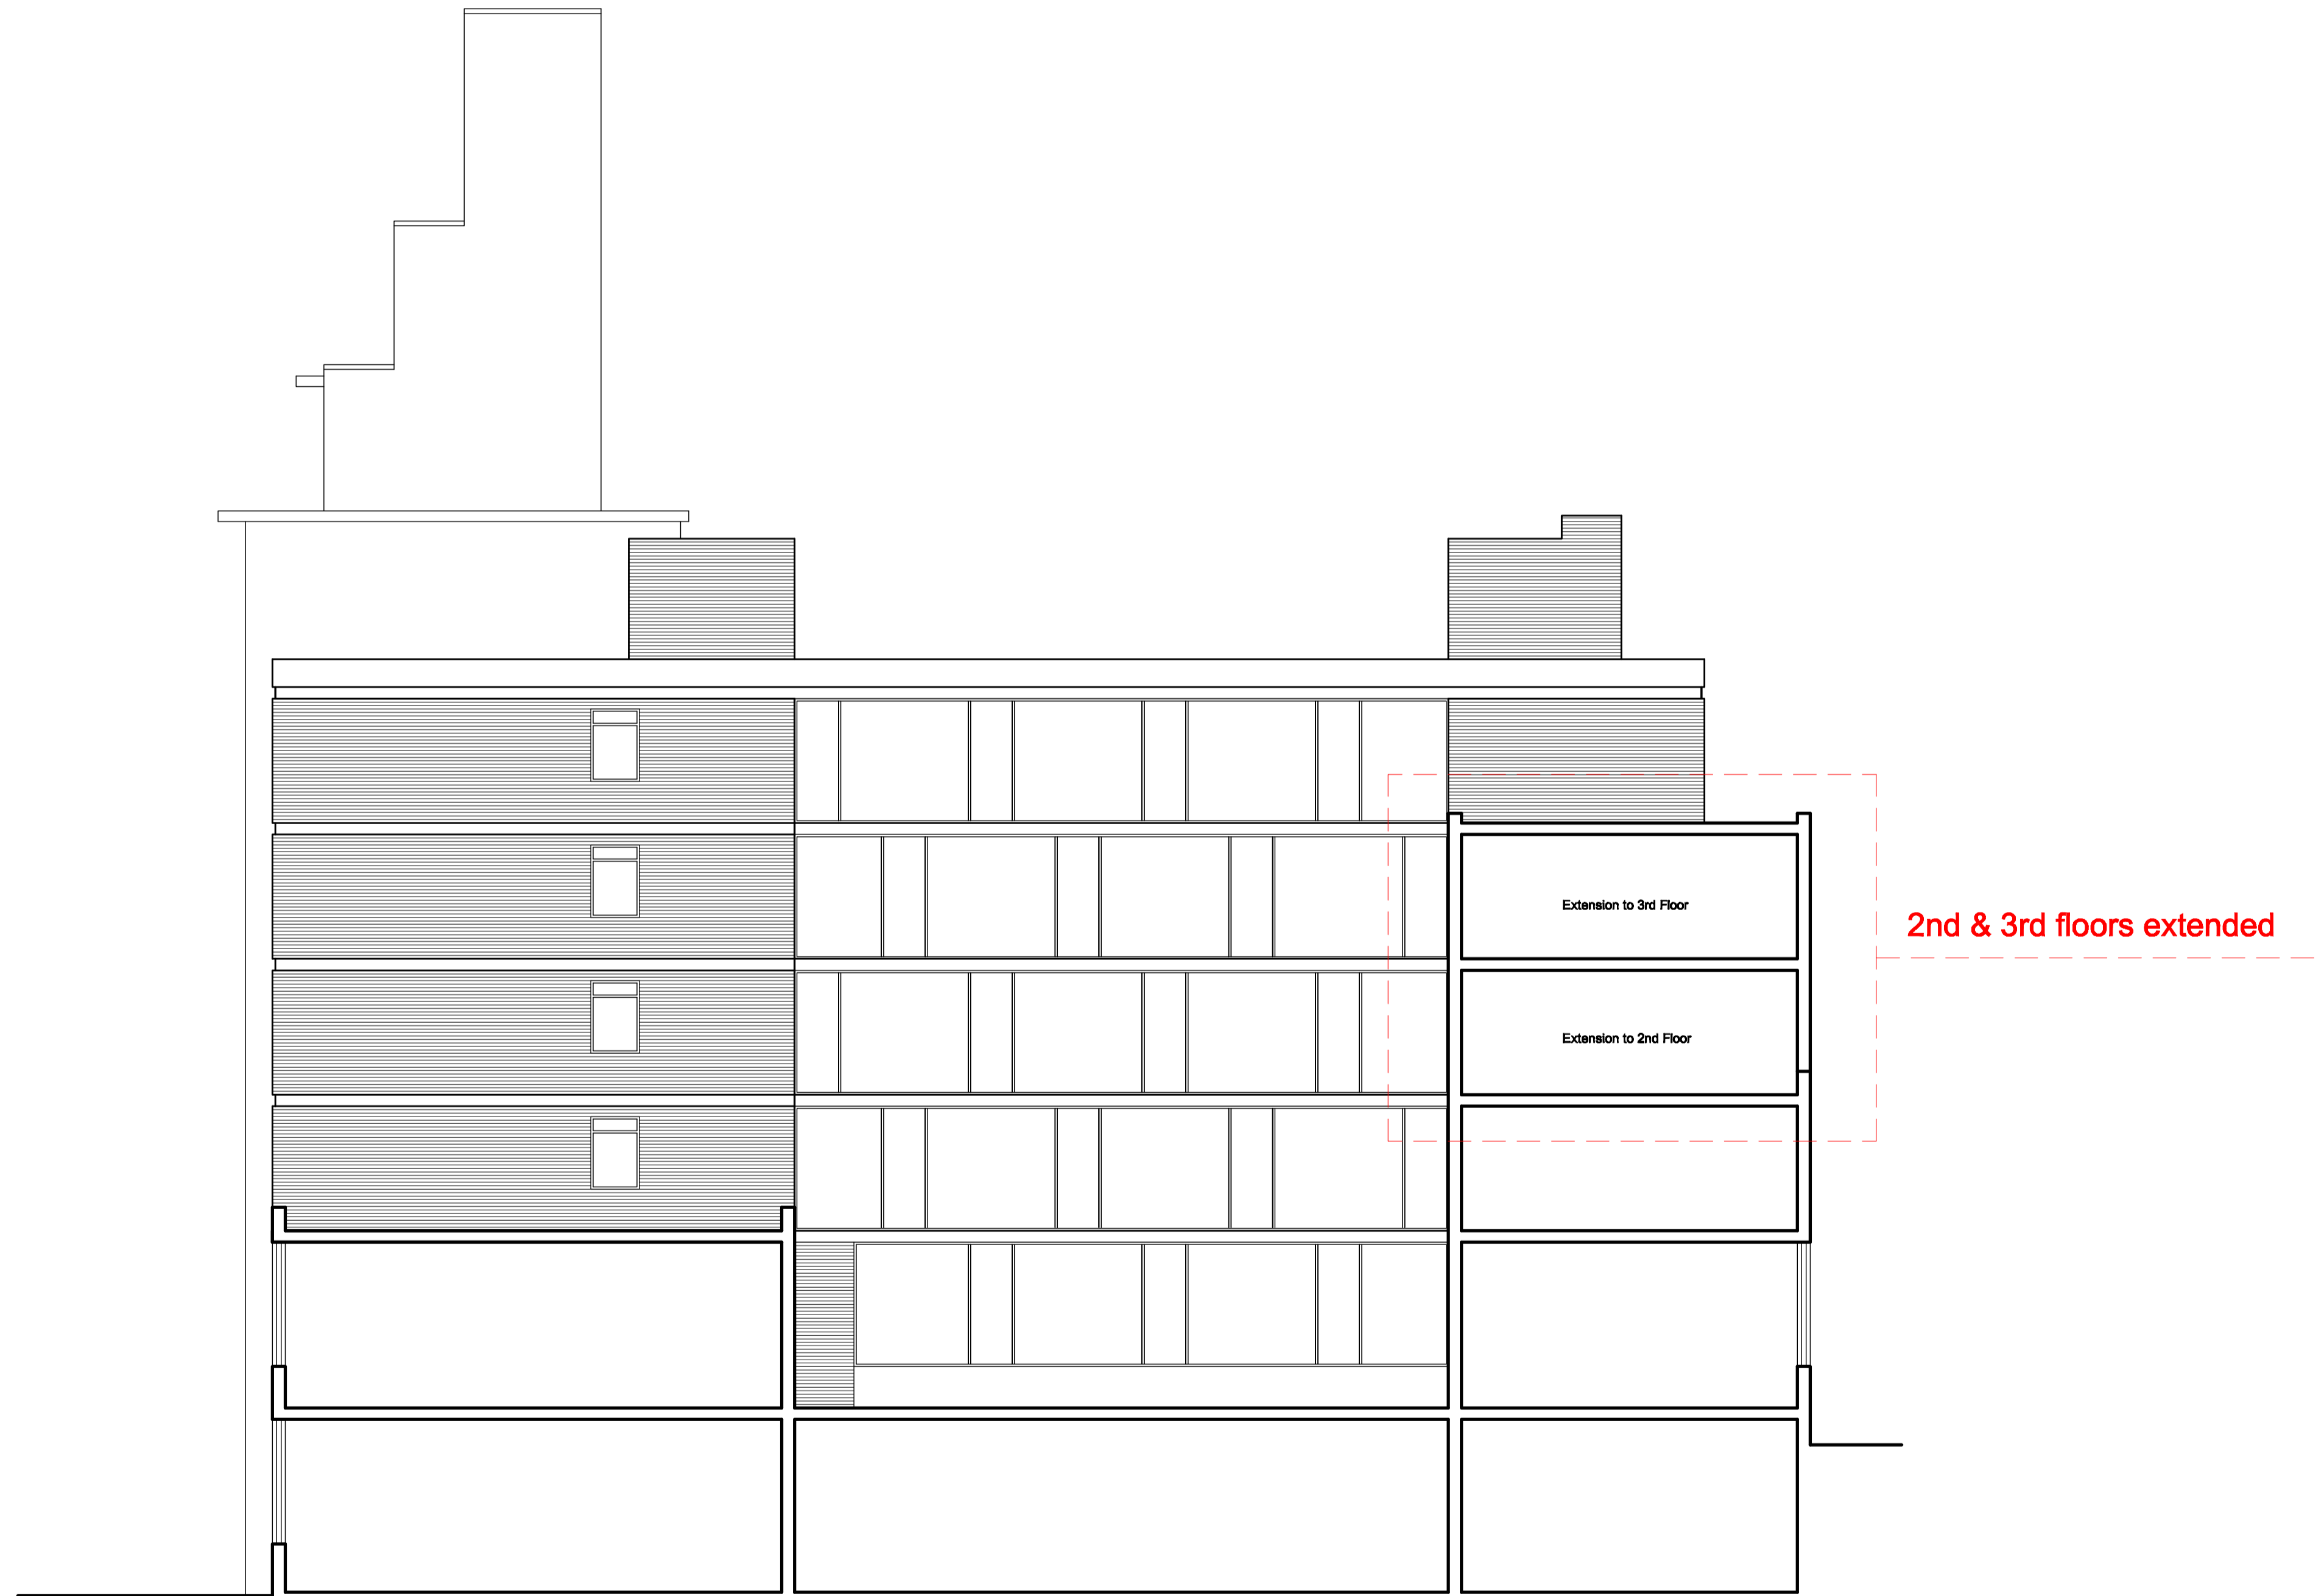 Extension to 3rd Floor
2nd & 3rd floors extended
Extension to 2nd Floor